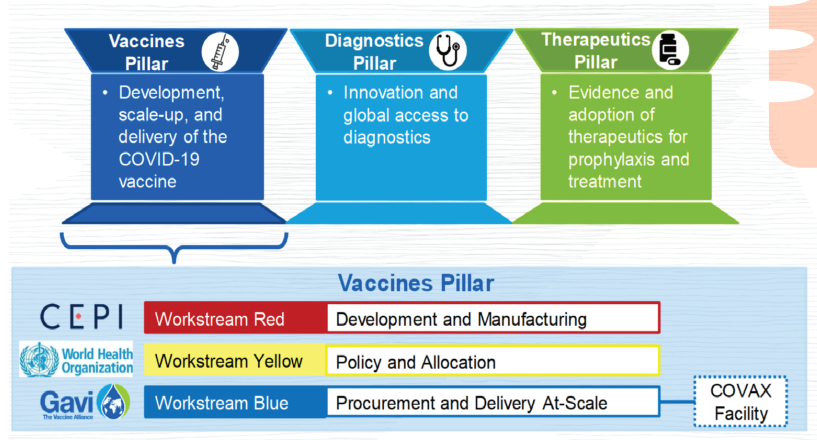 Vaccines
Pillar
• Development,
scale-up, and
delivery of the
COVID-19
vaccine
Diagnostics
Pillar
• Innovation and
global access to
diagnostics
Therapeutics
Pillar
• Evidence and
adoption of
therapeutics for
prophylaxis and
treatment
Vaccines Pillar
CEPI
Workstream Red
Development and Manufacturing
World Health
Organization
Workstream Yellow
Policy and Allocation
Gavi
The Vaccine Alliance
Workstream Blue
Procurement and Delivery At-Scale
COVAX
Facility